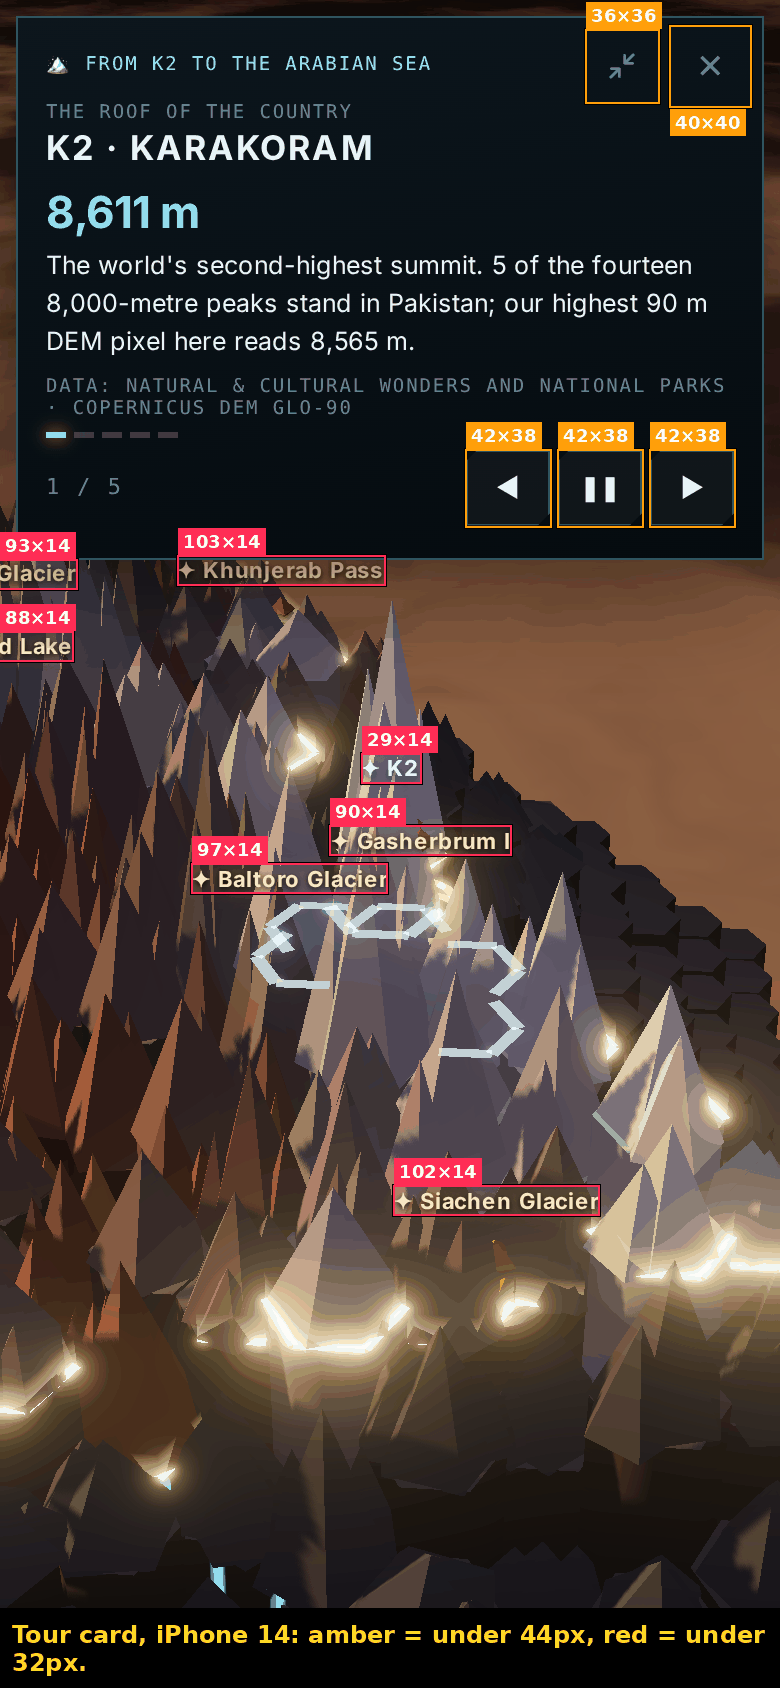 36×36
FROM K2 TO THE ARABIAN SEA
40×40
THE ROOF OF THE COUNTRY
K2 · KARAKORAM
8,611 m
The world's second-highest summit. 5 of the fourteen
8,000-metre peaks stand in Pakistan; our highest 90 m
DEM pixel here reads 8,565 m.
DATA: NATURAL & CULTURAL WONDERS AND NATIONAL PARKS
· COPERNICUS DEM GLO-90
42×38 42×38 42×38
1 / 5
93×14 103×14
Glacier Khunjerab Pass
88×14
d Lake
29×14
K2
90×14
Gasherbrum I
97×14
Baltoro Glacier
102×14
Siachen Glacier
Tour card, iPhone 14: amber = under 44px, red = under
32px.